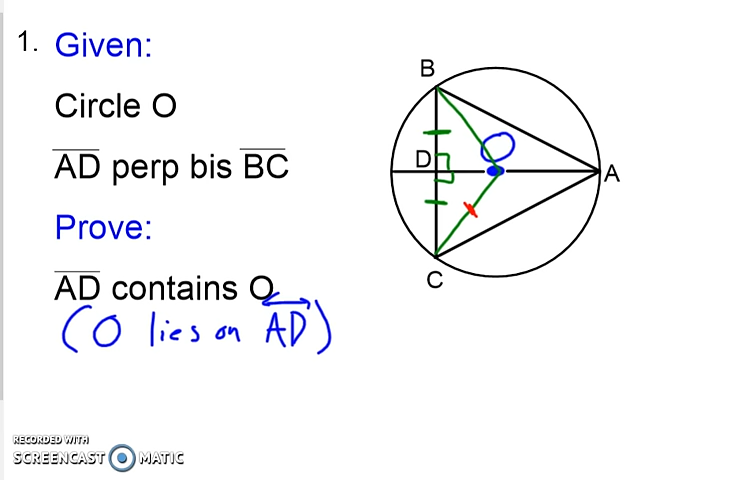 1. Given:
Circle O
AD perp bis BC
Prove:
AD contains O
(O lies on AD)
B
D
O
A
C
RECORDED WITH
SCREENCAST O MATIC